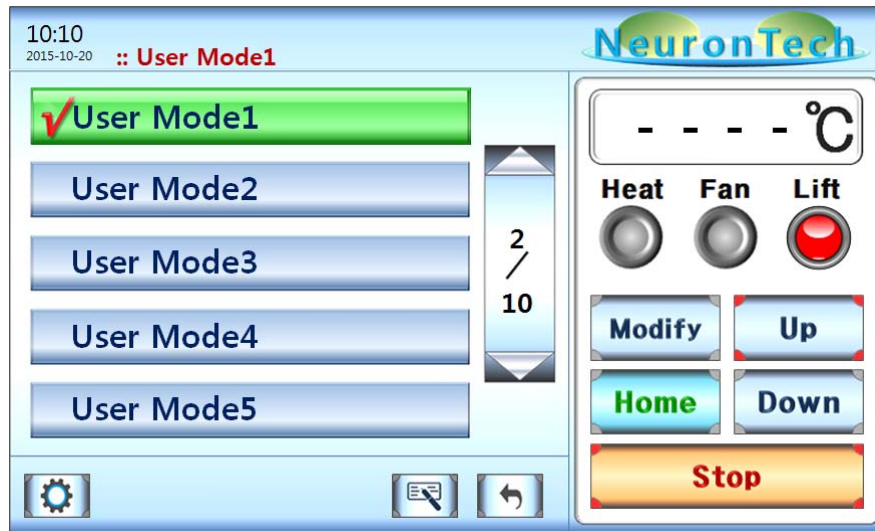 10:10
2015-10-20 :: User Mode1
NeuronTech
User Mode1
User Mode2
User Mode3
User Mode4
User Mode5
2
/
10
- - - - ℃
Heat Fan Lift
Modify Up
Home Down
Stop